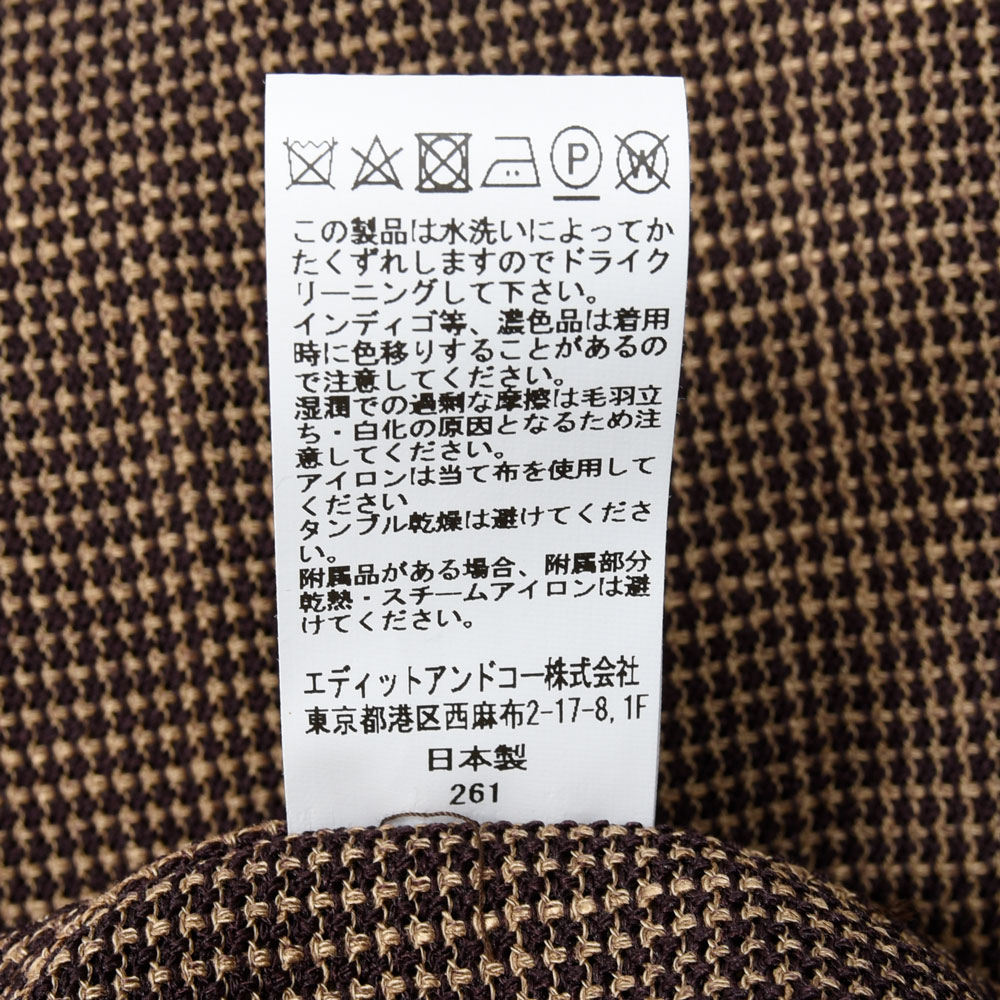 P W
この製品は水洗いによってか
たくずれしますのでドライク
リーニングして下さい。
インディゴ等、濃色品は着用
時に色移りすることがあるの
で注意してください。
湿潤での過剰な摩擦は毛羽立
ち・白化の原因となるため注
意してください。
アイロンは当て布を使用して
ください
タンブル乾燥は避けてくださ
い。
附属品がある場合、附属部分
乾熱・スチームアイロンは避
けてください。
エディットアンドコー株式会社
東京都港区西麻布2-17-8,1F
日本製
261